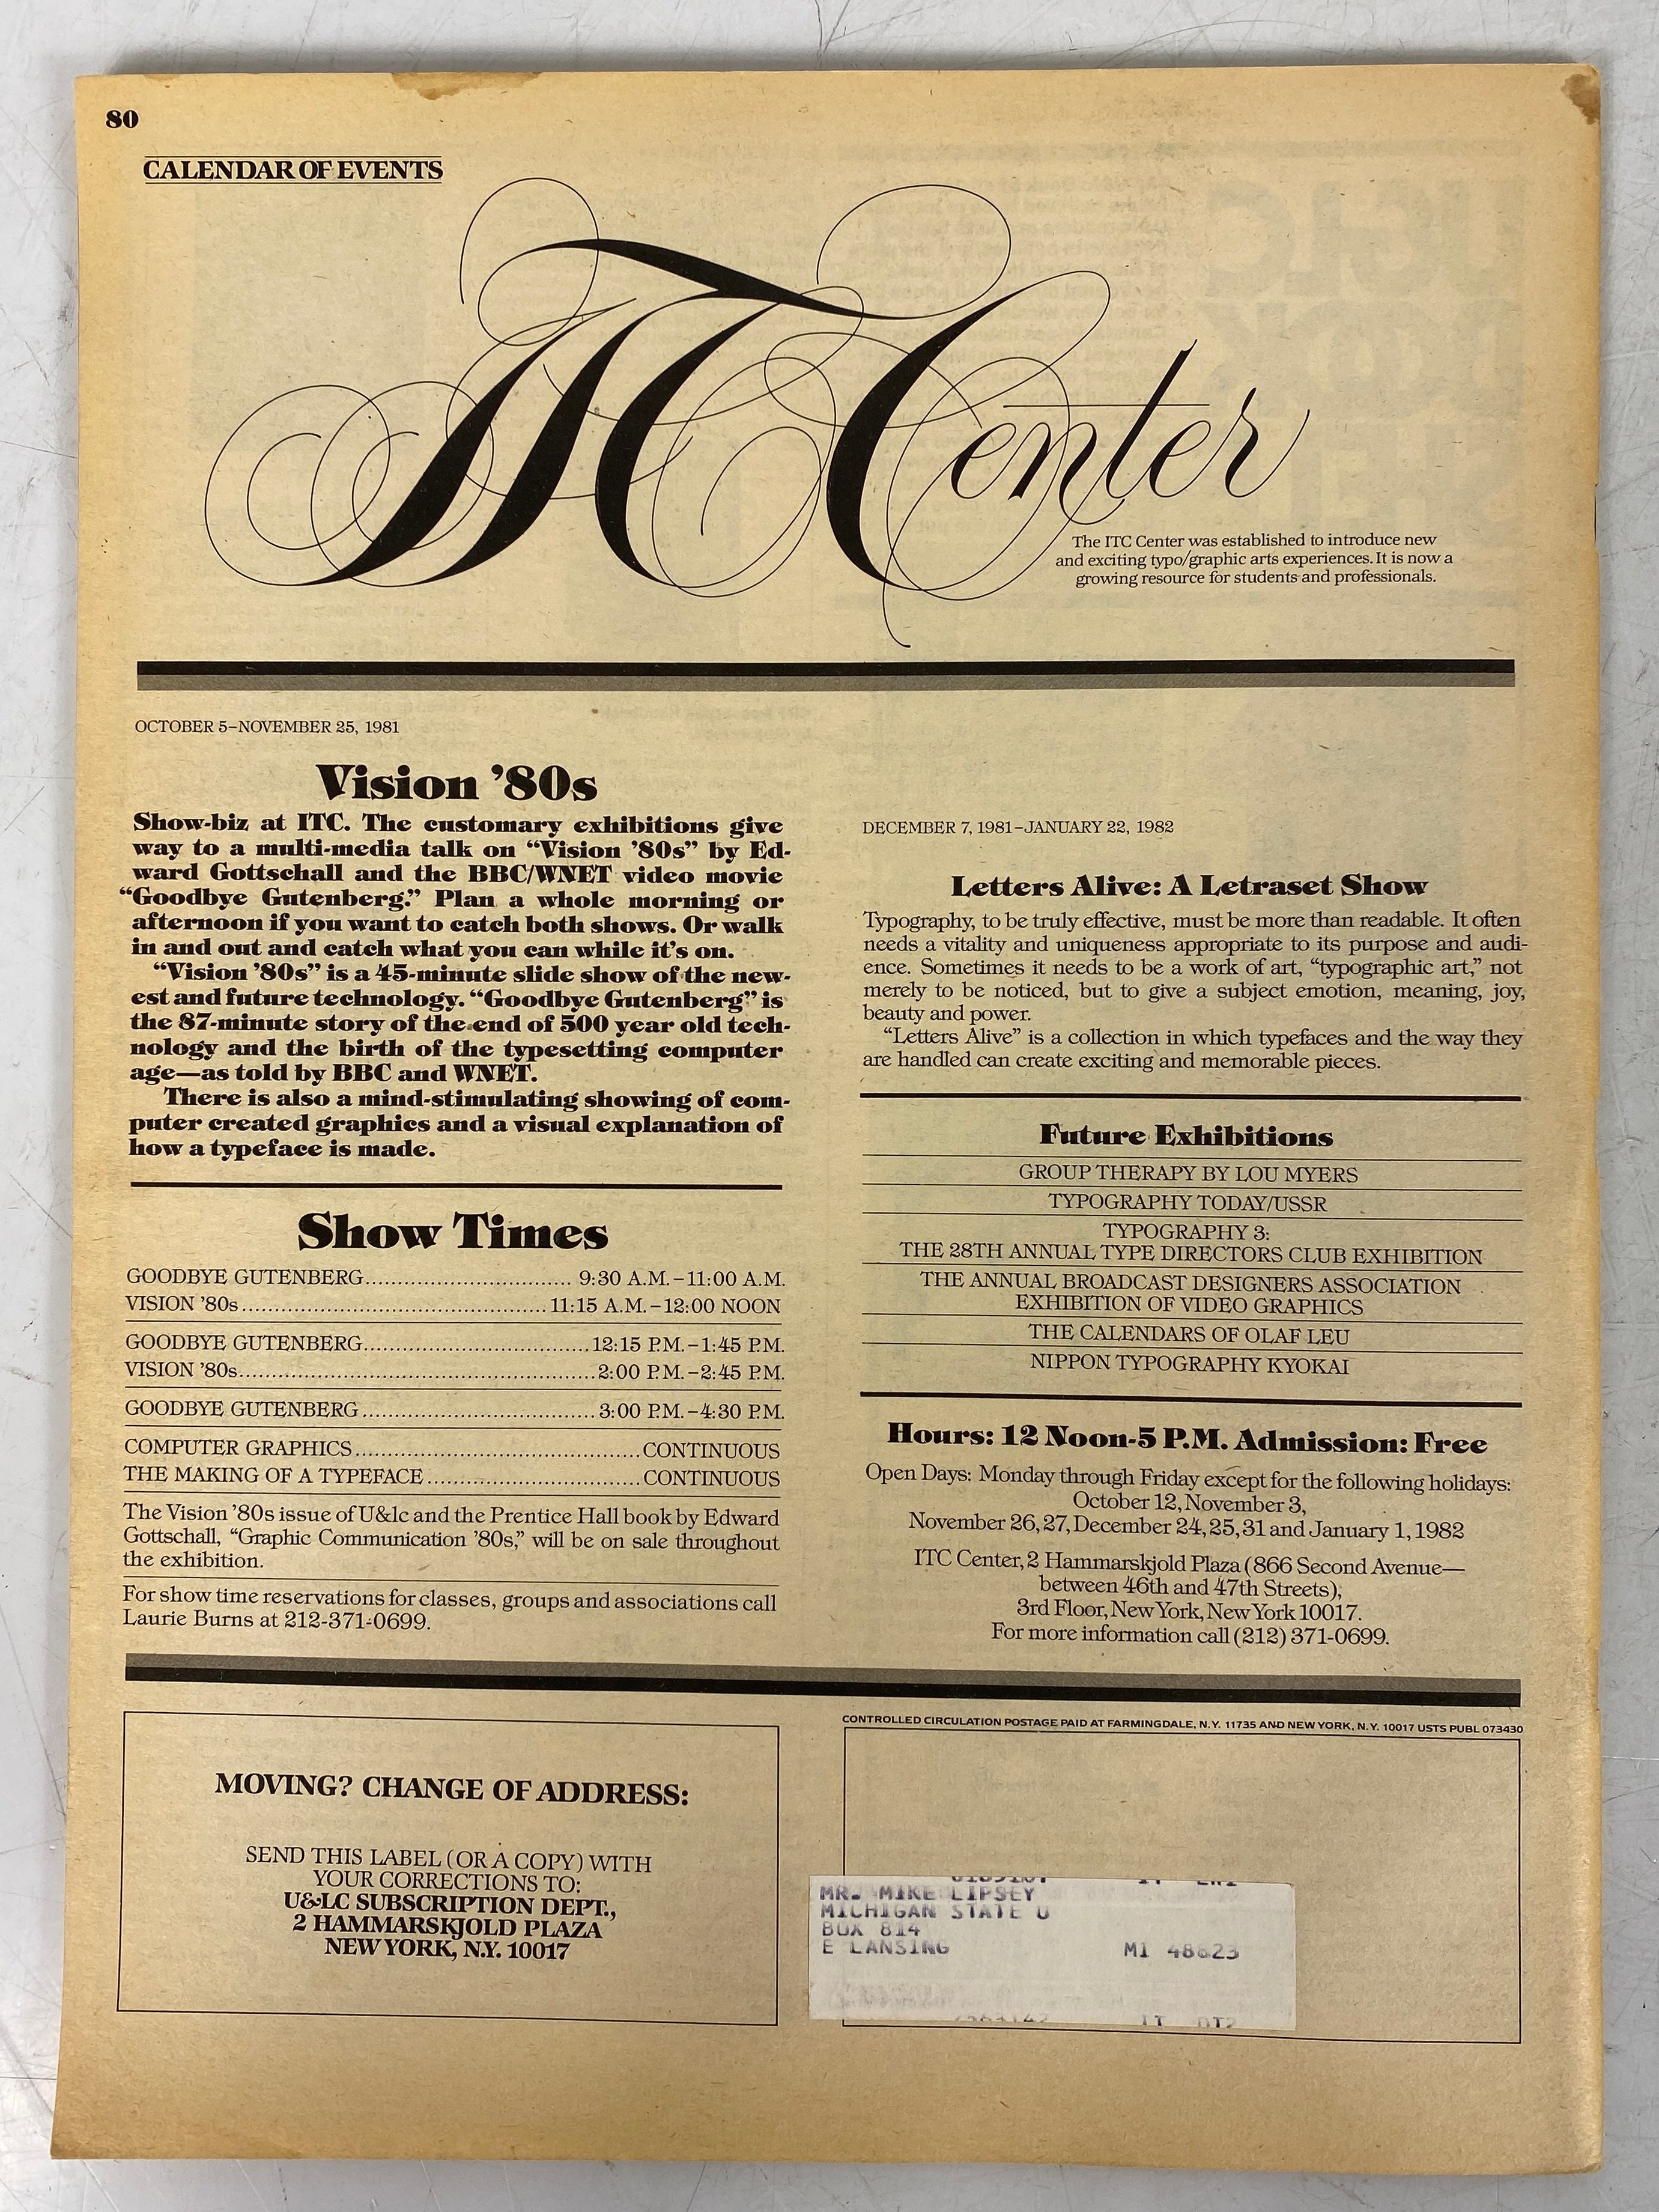 80
CALENDAR OF EVENTS
ITCenter
The ITC Center was established to introduce new
and exciting typo/graphic arts experiences. It is now a
growing resource for students and professionals.
OCTOBER 5–NOVEMBER 25, 1981
Vision ’80s
Show-biz at ITC. The customary exhibitions give
way to a multi-media talk on “Vision ’80s” by Ed-
ward Gottschall and the BBC/WNET video movie
“Goodbye Gutenberg.” Plan a whole morning or
afternoon if you want to catch both shows. Or walk
in and out and catch what you can while it’s on.
“Vision ’80s” is a 45-minute slide show of the new-
est and future technology. “Goodbye Gutenberg” is
the 87-minute story of the end of 500 year old tech-
nology and the birth of the typesetting computer
age—as told by BBC and WNET.
There is also a mind-stimulating showing of com-
puter created graphics and a visual explanation of
how a typeface is made.
Show Times
GOODBYE GUTENBERG................................ 9:30 A.M.–11:00 A.M.
VISION ’80s...............................................11:15 A.M.–12:00 NOON
GOODBYE GUTENBERG...................................12:15 P.M.–1:45 P.M.
VISION ’80s.......................................................2:00 P.M.–2:45 P.M.
GOODBYE GUTENBERG....................................3:00 P.M.–4:30 P.M.
COMPUTER GRAPHICS............................................CONTINUOUS
THE MAKING OF A TYPEFACE.................................CONTINUOUS
The Vision ’80s issue of U&lc and the Prentice Hall book by Edward
Gottschall, “Graphic Communication ’80s,” will be on sale throughout
the exhibition.
For show time reservations for classes, groups and associations call
Laurie Burns at 212-371-0699.
DECEMBER 7, 1981–JANUARY 22, 1982
Letters Alive: A Letraset Show
Typography, to be truly effective, must be more than readable. It often
needs a vitality and uniqueness appropriate to its purpose and audi-
ence. Sometimes it needs to be a work of art, “typographic art,” not
merely to be noticed, but to give a subject emotion, meaning, joy,
beauty and power.
“Letters Alive” is a collection in which typefaces and the way they
are handled can create exciting and memorable pieces.
Future Exhibitions
GROUP THERAPY BY LOU MYERS
TYPOGRAPHY TODAY/USSR
TYPOGRAPHY 3:
THE 28TH ANNUAL TYPE DIRECTORS CLUB EXHIBITION
THE ANNUAL BROADCAST DESIGNERS ASSOCIATION
EXHIBITION OF VIDEO GRAPHICS
THE CALENDARS OF OLAF LEU
NIPPON TYPOGRAPHY KYOKAI
Hours: 12 Noon-5 P.M. Admission: Free
Open Days: Monday through Friday except for the following holidays:
October 12, November 3,
November 26, 27, December 24, 25, 31 and January 1, 1982
ITC Center, 2 Hammarskjold Plaza (866 Second Avenue—
between 46th and 47th Streets),
3rd Floor, New York, New York 10017.
For more information call (212) 371-0699.
MOVING? CHANGE OF ADDRESS:
SEND THIS LABEL (OR A COPY) WITH
YOUR CORRECTIONS TO:
U&LC SUBSCRIPTION DEPT.,
2 HAMMARSKJOLD PLAZA
NEW YORK, N.Y. 10017
CONTROLLED CIRCULATION POSTAGE PAID AT FARMINGDALE, N.Y. 11735 AND NEW YORK, N.Y. 10017 USTS PUBL 073430
MR. MIKE LIPSEY
MICHIGAN STATE U
BOX 814
E LANSING MI 48823